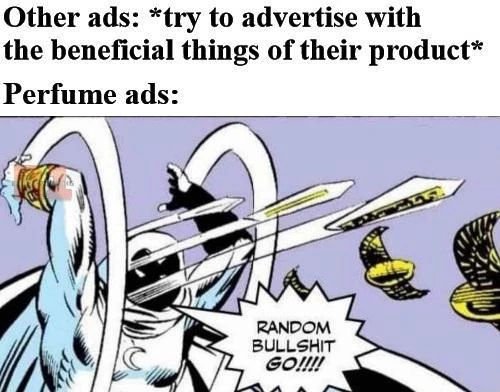 Other ads: *try to advertise with
the beneficial things of their product*
Perfume ads:
RANDOM
BULLSHIT
GO!!!!